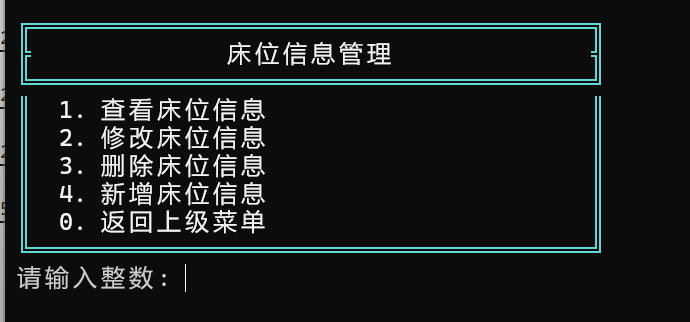 床位信息管理
1. 查看床位信息
2. 修改床位信息
3. 删除床位信息
4. 新增床位信息
0. 返回上级菜单
请输入整数: